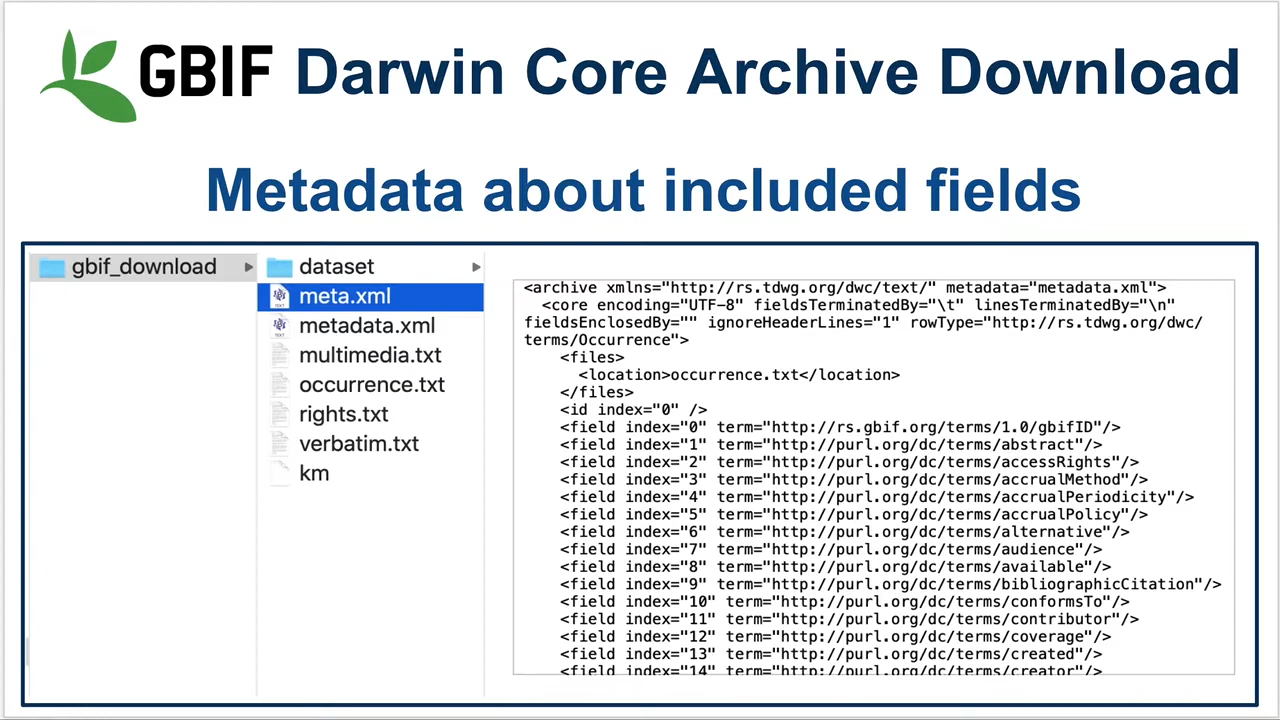 GBIF Darwin Core Archive Download
Metadata about included fields
gbif_download
dataset
meta.xml
metadata.xml
multimedia.txt
occurrence.txt
rights.txt
verbatim.txt
km
<archive xmlns="http://rs.tdwg.org/dwc/text/" metadata="metadata.xml">
<core encoding="UTF-8" fieldsTerminatedBy="\t" linesTerminatedBy="\n"
fieldsEnclosedBy="" ignoreHeaderLines="1" rowType="http://rs.tdwg.org/dwc/
terms/Occurrence">
<files>
<location>occurrence.txt</location>
</files>
<id index="0" />
<field index="0" term="http://rs.gbif.org/terms/1.0/gbifID"/>
<field index="1" term="http://purl.org/dc/terms/abstract"/>
<field index="2" term="http://purl.org/dc/terms/accessRights"/>
<field index="3" term="http://purl.org/dc/terms/accrualMethod"/>
<field index="4" term="http://purl.org/dc/terms/accrualPeriodicity"/>
<field index="5" term="http://purl.org/dc/terms/accrualPolicy"/>
<field index="6" term="http://purl.org/dc/terms/alternative"/>
<field index="7" term="http://purl.org/dc/terms/audience"/>
<field index="8" term="http://purl.org/dc/terms/available"/>
<field index="9" term="http://purl.org/dc/terms/bibliographicCitation"/>
<field index="10" term="http://purl.org/dc/terms/conformsTo"/>
<field index="11" term="http://purl.org/dc/terms/contributor"/>
<field index="12" term="http://purl.org/dc/terms/coverage"/>
<field index="13" term="http://purl.org/dc/terms/created"/>
<field index="14" term="http://purl.org/dc/terms/creator"/>